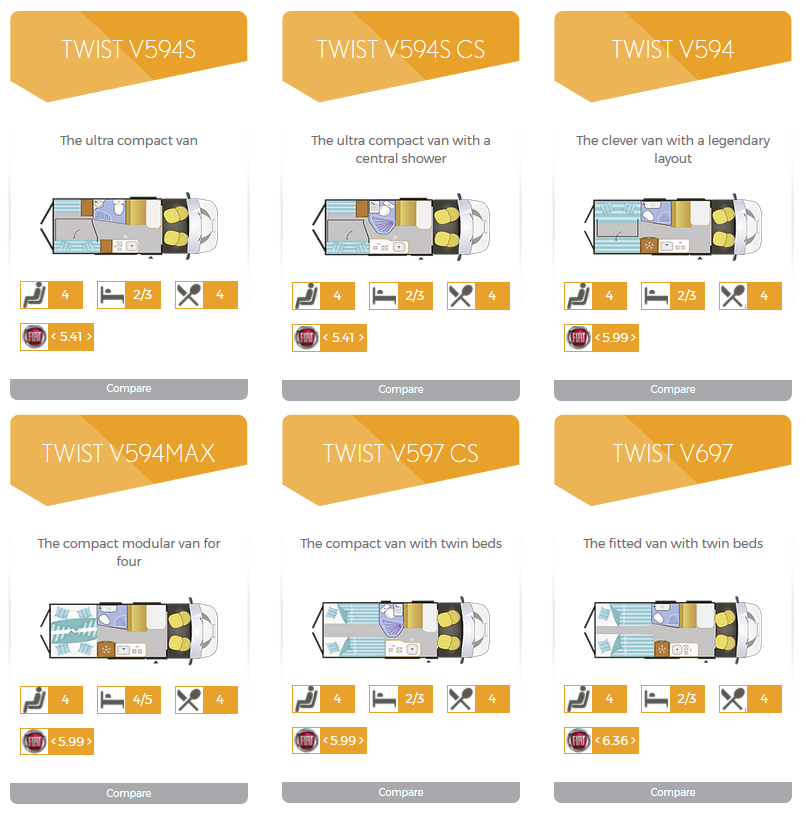 TWIST V594S
TWIST V594S CS
TWIST V594
The ultra compact van
The ultra compact van with a
central shower
The clever van with a legendary
layout
4
2/3
4
4
2/3
4
4
2/3
4
FIAT
< 5.41 >
FIAT
< 5.41 >
FIAT
< 5.99 >
Compare
Compare
Compare
TWIST V594MAX
TWIST V597 CS
TWIST V697
The compact modular van for
four
The compact van with twin beds
The fitted van with twin beds
4
4/5
4
4
2/3
4
4
2/3
4
FIAT
< 5.99 >
FIAT
< 5.99 >
FIAT
< 6.36 >
Compare
Compare
Compare